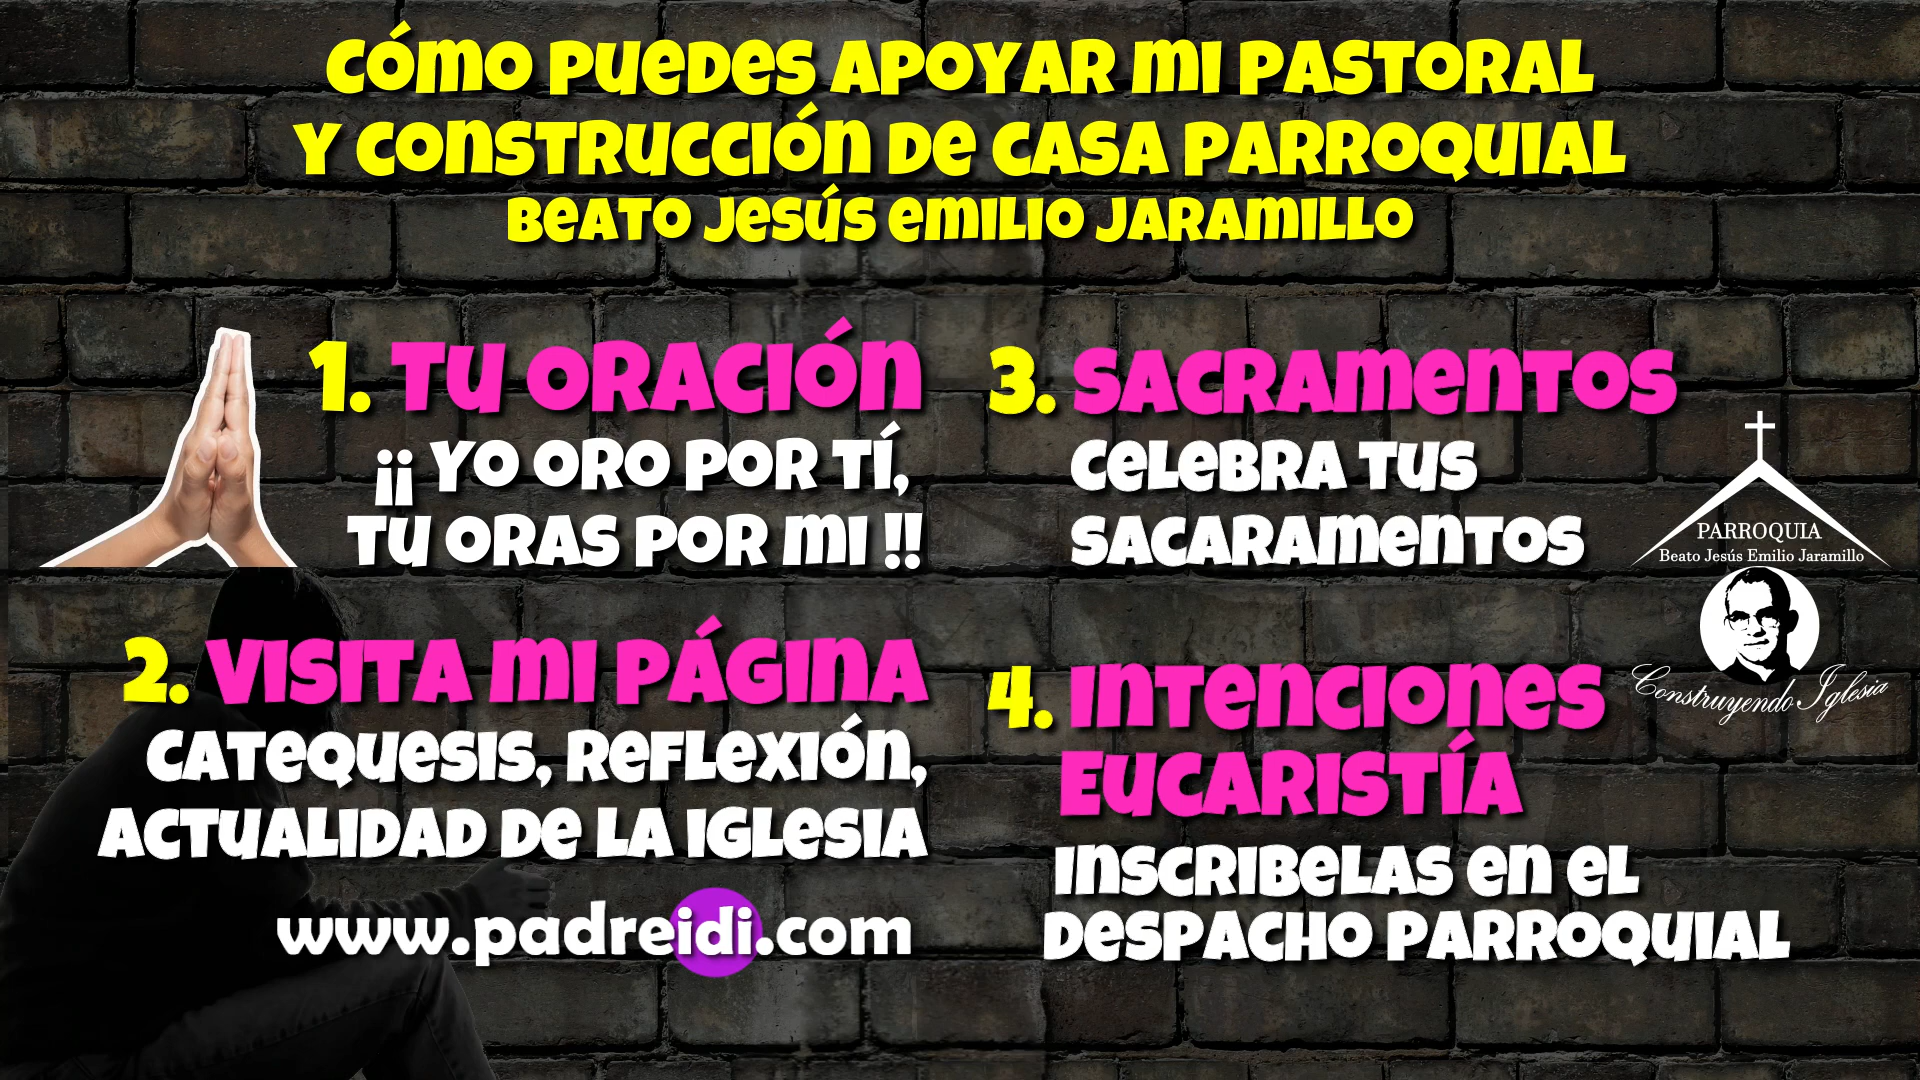 Cómo puedes apoyar mi pastoral
y construcción de casa parroquial
Beato Jesús Emilio Jaramillo
1. Tu oración
¡¡ Yo oro por tí,
tu oras por mi !!
2. Visita mi página
Catequesis, reflexión,
actualidad de la iglesia
www.padreidi.com
3. Sacramentos
Celebra tus
sacaramentos
4. Intenciones
Eucaristía
Inscribelas en el
despacho parroquial
PARROQUIA
Beato Jesús Emilio Jaramillo
Construyendo Iglesia